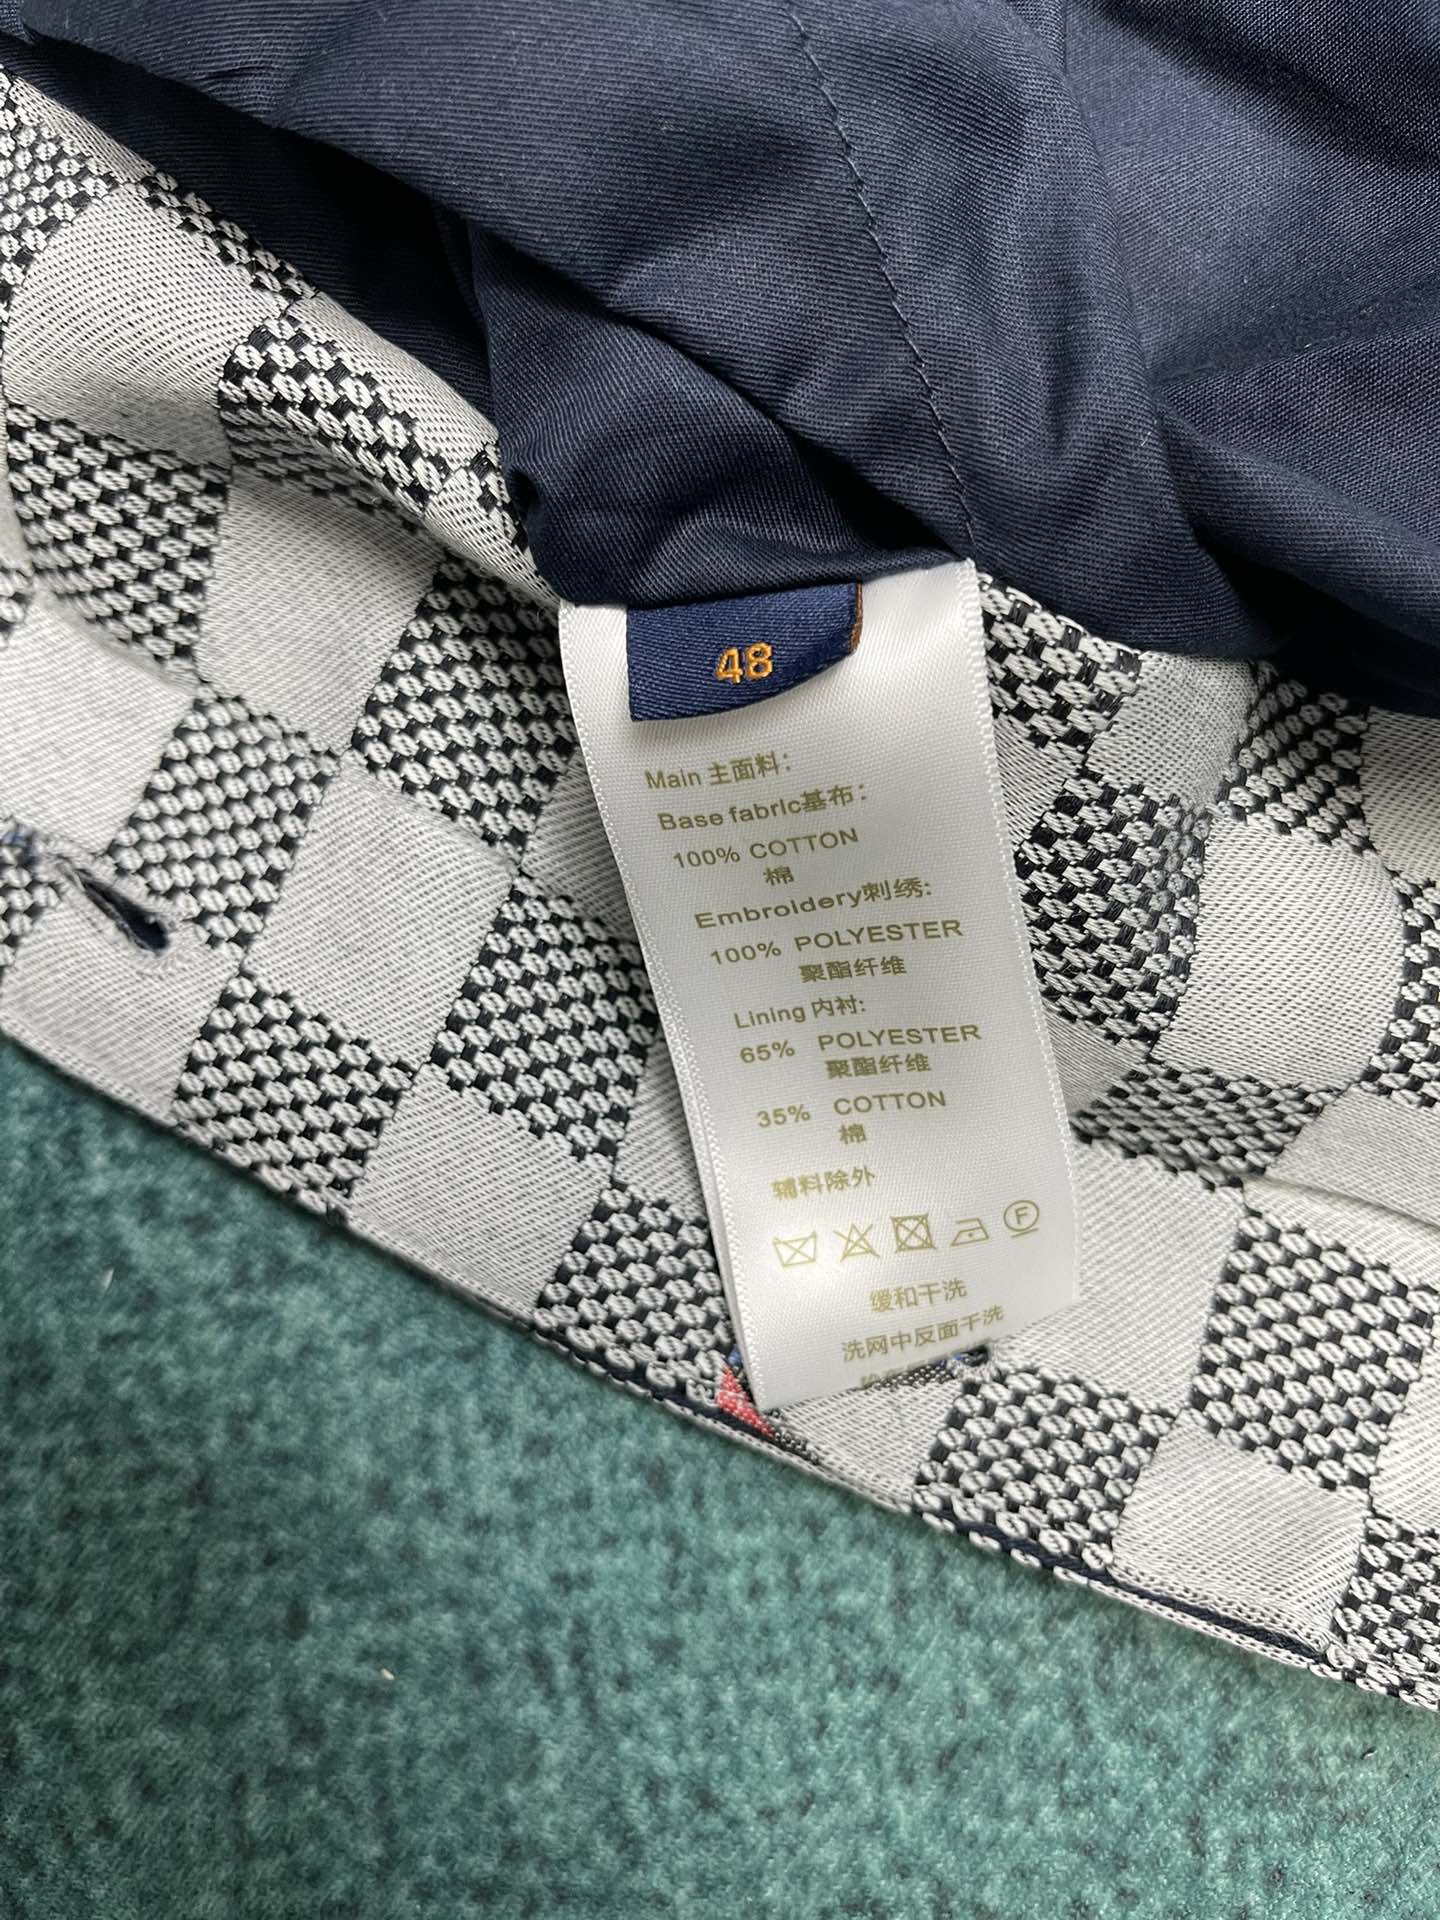 48
Main 主面料:
Base fabric基布:
100% COTTON
棉
Embroidery刺绣:
100% POLYESTER
聚酯纤维
Lining 内衬:
65% POLYESTER
聚酯纤维
35% COTTON
棉
辅料除外
F
缓和干洗
洗网中反面干洗